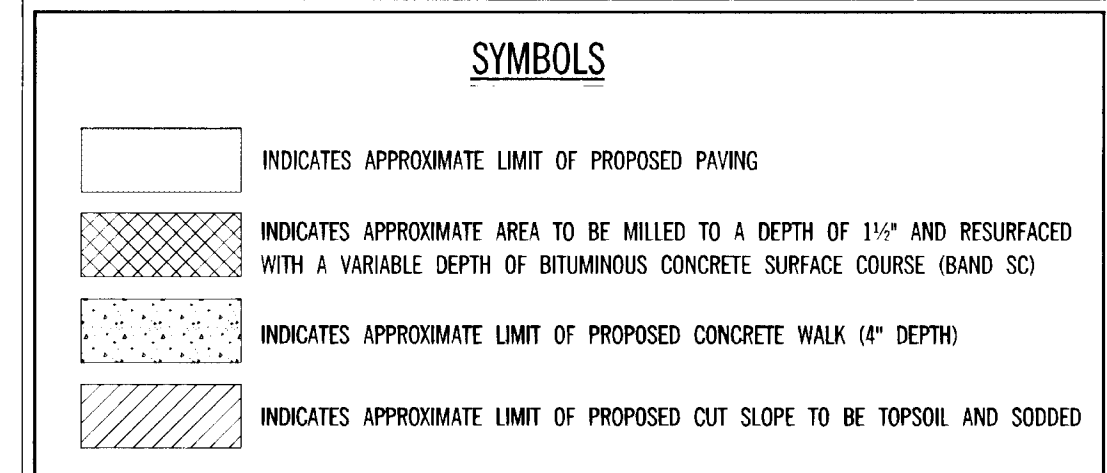 SYMBOLS
INDICATES APPROXIMATE LIMIT OF PROPOSED PAVING
INDICATES APPROXIMATE AREA TO BE MILLED TO A DEPTH OF 1½" AND RESURFACED
WITH A VARIABLE DEPTH OF BITUMINOUS CONCRETE SURFACE COURSE (BAND SC)
INDICATES APPROXIMATE LIMIT OF PROPOSED CONCRETE WALK (4" DEPTH)
INDICATES APPROXIMATE LIMIT OF PROPOSED CUT SLOPE TO BE TOPSOIL AND SODDED